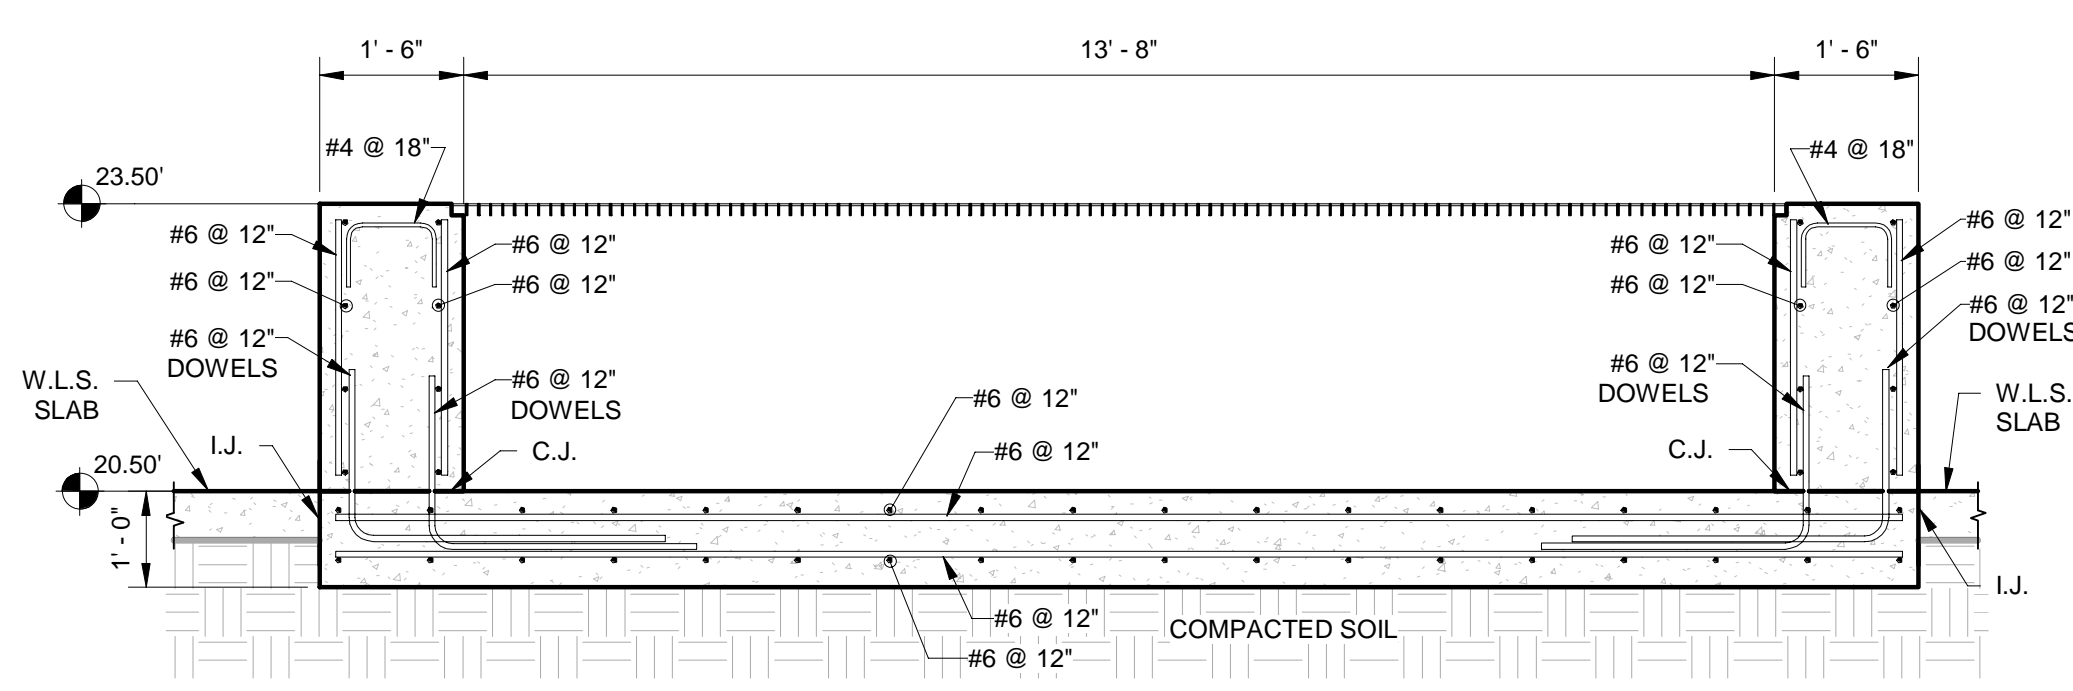 1' - 6"
13' - 8"
1' - 6"
#4 @ 18"
#4 @ 18"
23.50'
#6 @ 12"
#6 @ 12"
#6 @ 12"
#6 @ 12"
#6 @ 12"
#6 @ 12"
#6 @ 12"
#6 @ 12"
#6 @ 12"
DOWELS
#6 @ 12"
DOWELS
#6 @ 12"
DOWELS
#6 @ 12"
DOWELS
W.L.S.
SLAB
#6 @ 12"
W.L.S.
SLAB
I.J.
C.J.
#6 @ 12"
C.J.
20.50'
1' - 0"
I.J.
#6 @ 12"
COMPACTED SOIL
#6 @ 12"